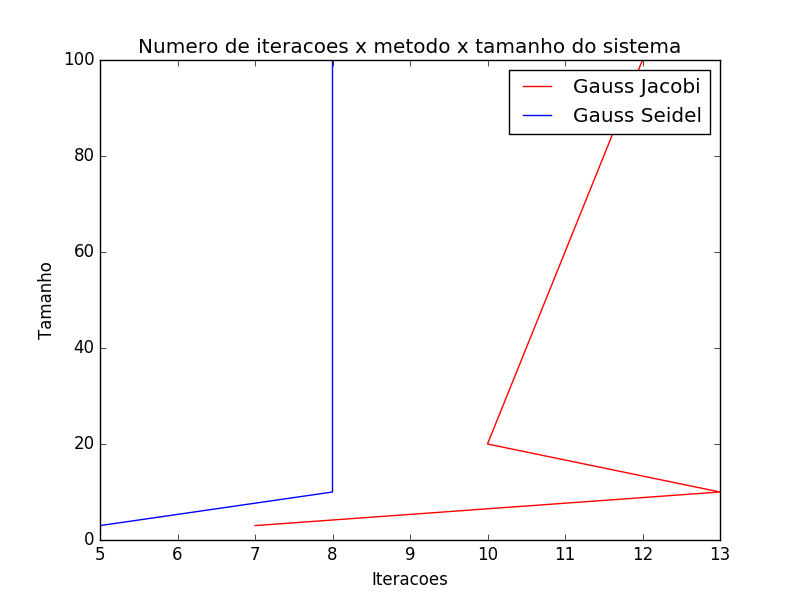 Numero de iteracoes x metodo x tamanho do sistema
Gauss Jacobi
Gauss Seidel
Tamanho
100
80
60
40
20
0
5 6 7 8 9 10 11 12 13
Iteracoes